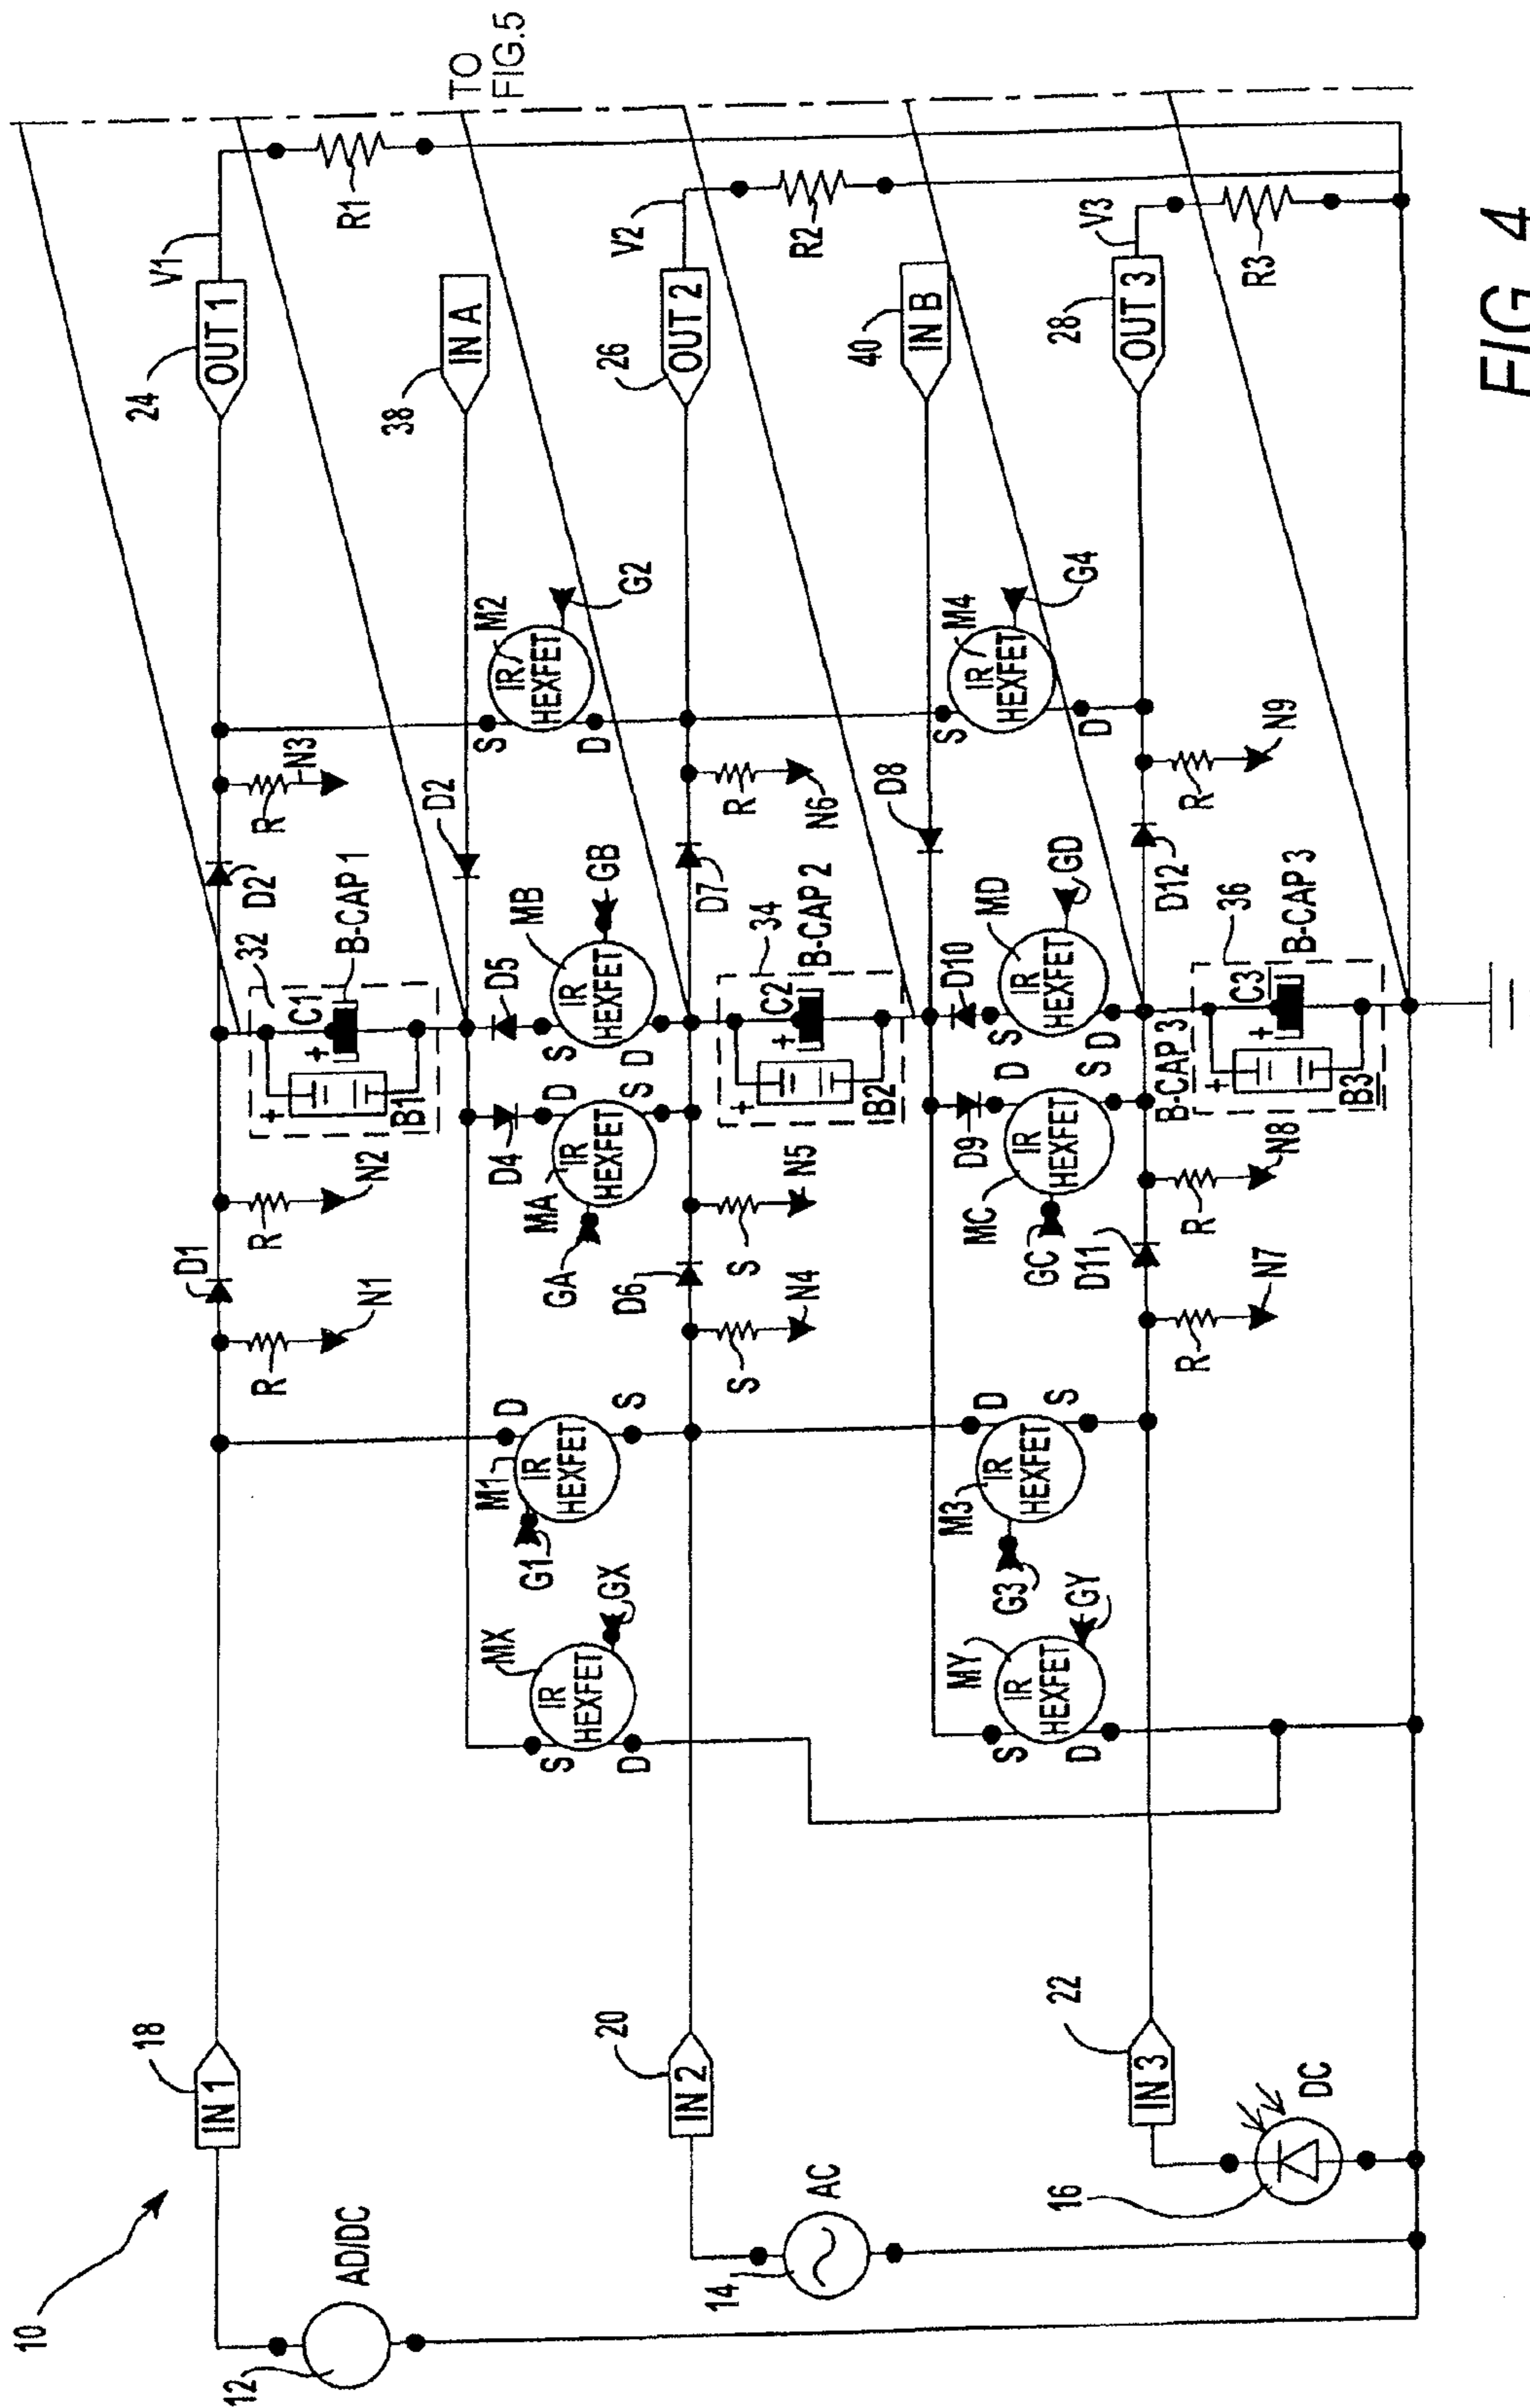 10
12
AD/DC
14
AC
16
DC
18
IN 1
20
IN 2
22
IN 3
D1
R
N1
R
N2
32
C1
+
+
B1
B-CAP 1
D2'
R
N3
24
OUT 1
V1
R1
TO
FIG.5
MX
IR
HEXFET
S
D
GX
M1
IR
HEXFET
D
S
G1
D4
D
MA
IR
HEXFET
S
GA
D5
S
MB
IR
HEXFET
D
GB
D2
M2
IR
HEXFET
S
D
G2
38
IN A
D6
S
N4
S
N5
34
C2
+
+
B2
B-CAP 2
D7
R
N6
26
OUT 2
V2
R2
MY
IR
HEXFET
S
D
GY
M3
IR
HEXFET
D
S
G3
D9
D
MC
IR
HEXFET
S
GC
D10
S
MD
IR
HEXFET
D
GD
D8
M4
IR
HEXFET
S
D
G4
40
IN B
D11
R
N7
R
N8
B-CAP 3
36
C3
+
+
B3
B-CAP 3
D12
R
N9
28
OUT 3
V3
R3
FIG. 4